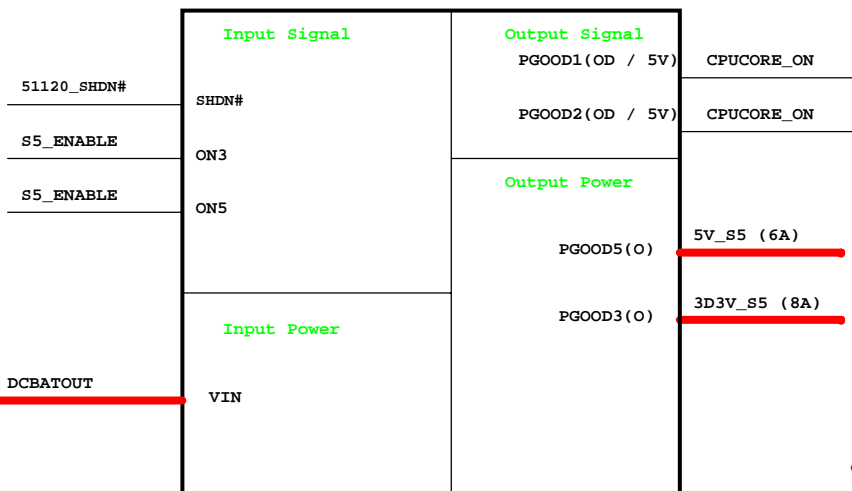 Input Signal
Output Signal
PGOOD1(OD / 5V)
CPUCORE_ON
51120_SHDN#
SHDN#
PGOOD2(OD / 5V)
CPUCORE_ON
S5_ENABLE
ON3
Output Power
S5_ENABLE
ON5
5V_S5 (6A)
PGOOD5(O)
3D3V_S5 (8A)
PGOOD3(O)
Input Power
DCBATOUT
VIN